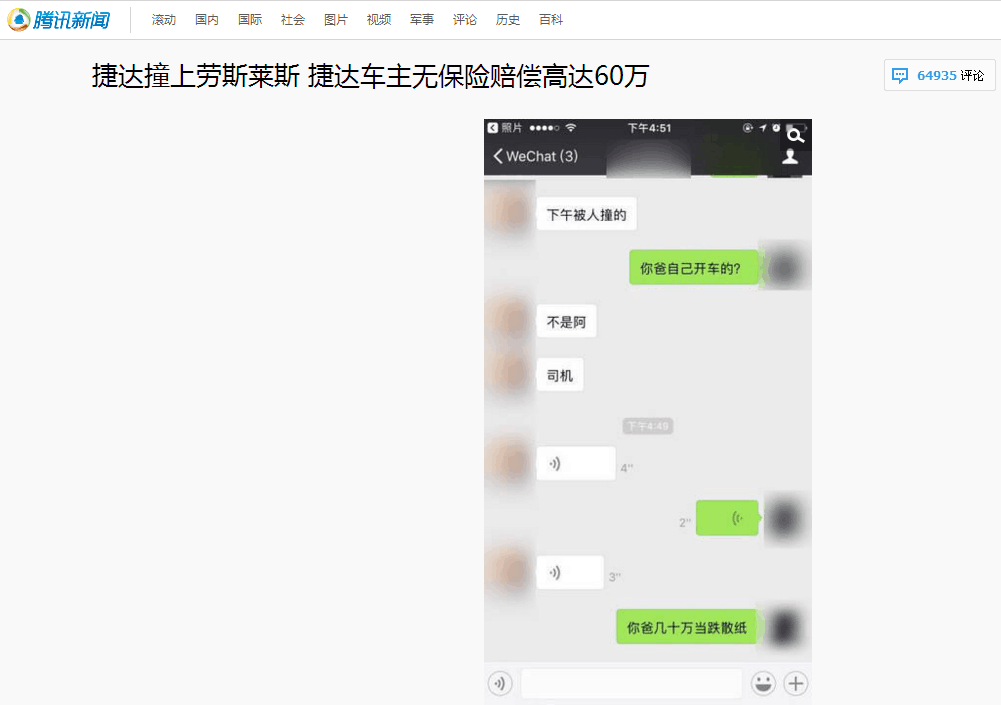 腾讯新闻 滚动 国内 国际 社会 图片 视频 军事 评论 历史 百科
捷达撞上劳斯莱斯 捷达车主无保险赔偿高达60万
64935 评论
照片 下午4:51
WeChat (3)
下午被人撞的
你爸自己开车的?
不是阿
司机
下午4:49
4"
2"
3"
你爸几十万当跌散纸